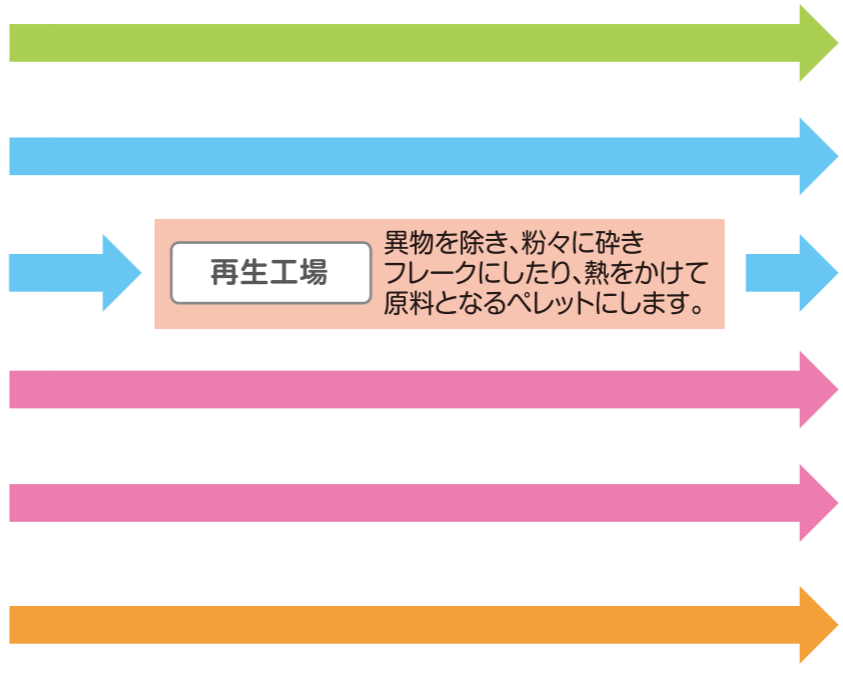 再生工場
異物を除き、粉々に砕き
フレークにしたり、熱をかけて
原料となるペレットにします。